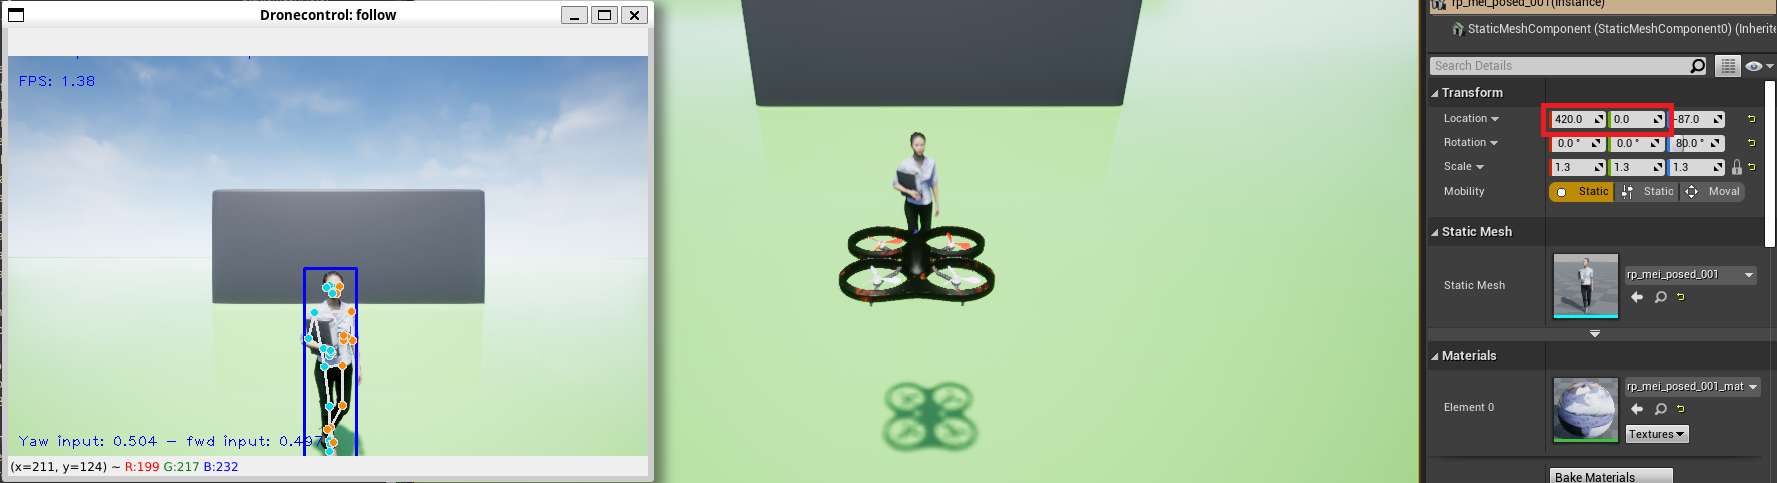 Dronecontrol: follow
FPS: 1.38
Yaw input: 0.504 – fwd input: 0.497
(x=211, y=124) ~ R:199 G:217 B:232
rp_mei_posed_001(Instance)
StaticMeshComponent (StaticMeshComponent0) (Inherite
Search Details
Transform
Location 420.0 0.0 -87.0
Rotation 0.0 ° 0.0 ° 80.0 °
Scale 1.3 1.3 1.3
Mobility Static Static Moval
Static Mesh
Static Mesh rp_mei_posed_001
Materials
Element 0 rp_mei_posed_001_mat
Textures
Bake Materials